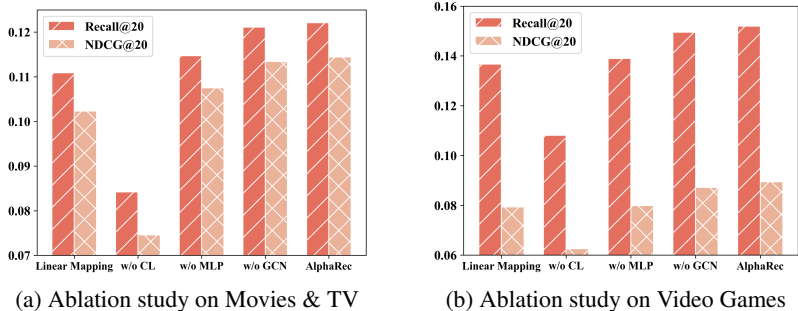 0.12
0.11
0.10
0.09
0.08
0.07
Recall@20
NDCG@20
Linear Mapping w/o CL w/o MLP w/o GCN AlphaRec
(a) Ablation study on Movies & TV
0.16
0.14
0.12
0.10
0.08
0.06
Recall@20
NDCG@20
Linear Mapping w/o CL w/o MLP w/o GCN AlphaRec
(b) Ablation study on Video Games